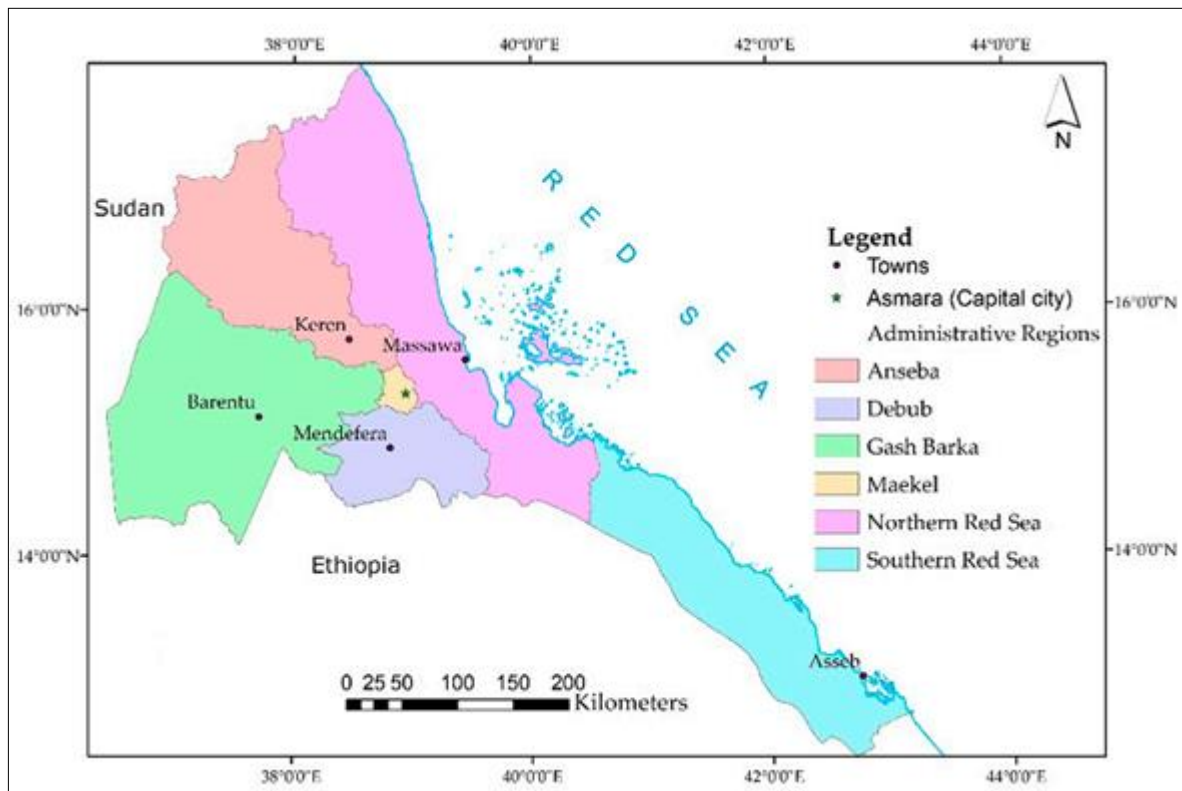 38°0'0"E 40°0'0"E 42°0'0"E 44°0'0"E
N
RED SEA
Sudan
Legend
Towns
Asmara (Capital city)
Administrative Regions
Anseba
Debub
Gash Barka
Maekel
Northern Red Sea
Southern Red Sea
16°0'0"N 16°0'0"N
Keren
Massawa
Barentu
Mendefera
14°0'0"N 14°0'0"N
Ethiopia
Asseb
0 25 50 100 150 200
Kilometers
38°0'0"E 40°0'0"E 42°0'0"E 44°0'0"E